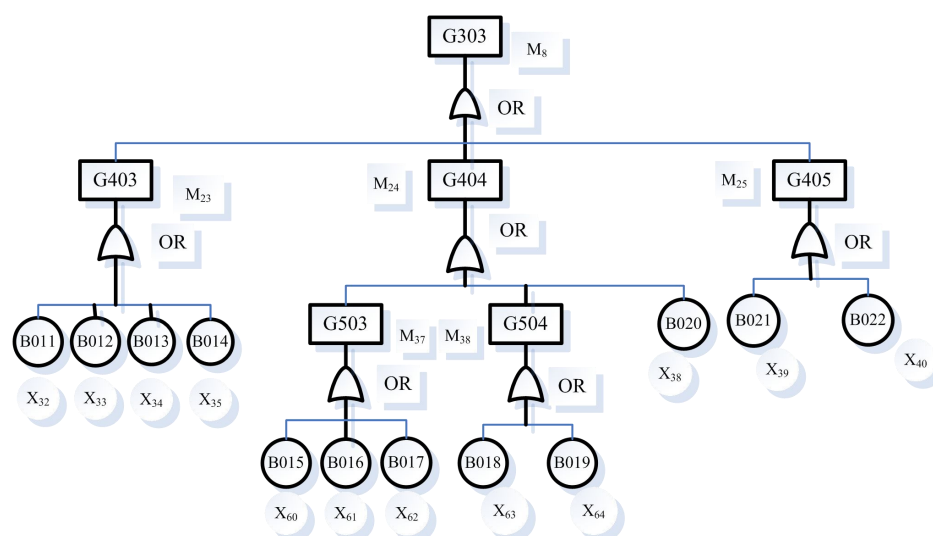 G303
M8
OR
G403
M23
OR
M24
G404
OR
M25
G405
OR
B011
B012
B013
B014
X32
X33
X34
X35
G503
M37
M38
G504
OR
OR
B020
X38
B021
X39
B022
X40
B015
B016
B017
B018
B019
X60
X61
X62
X63
X64